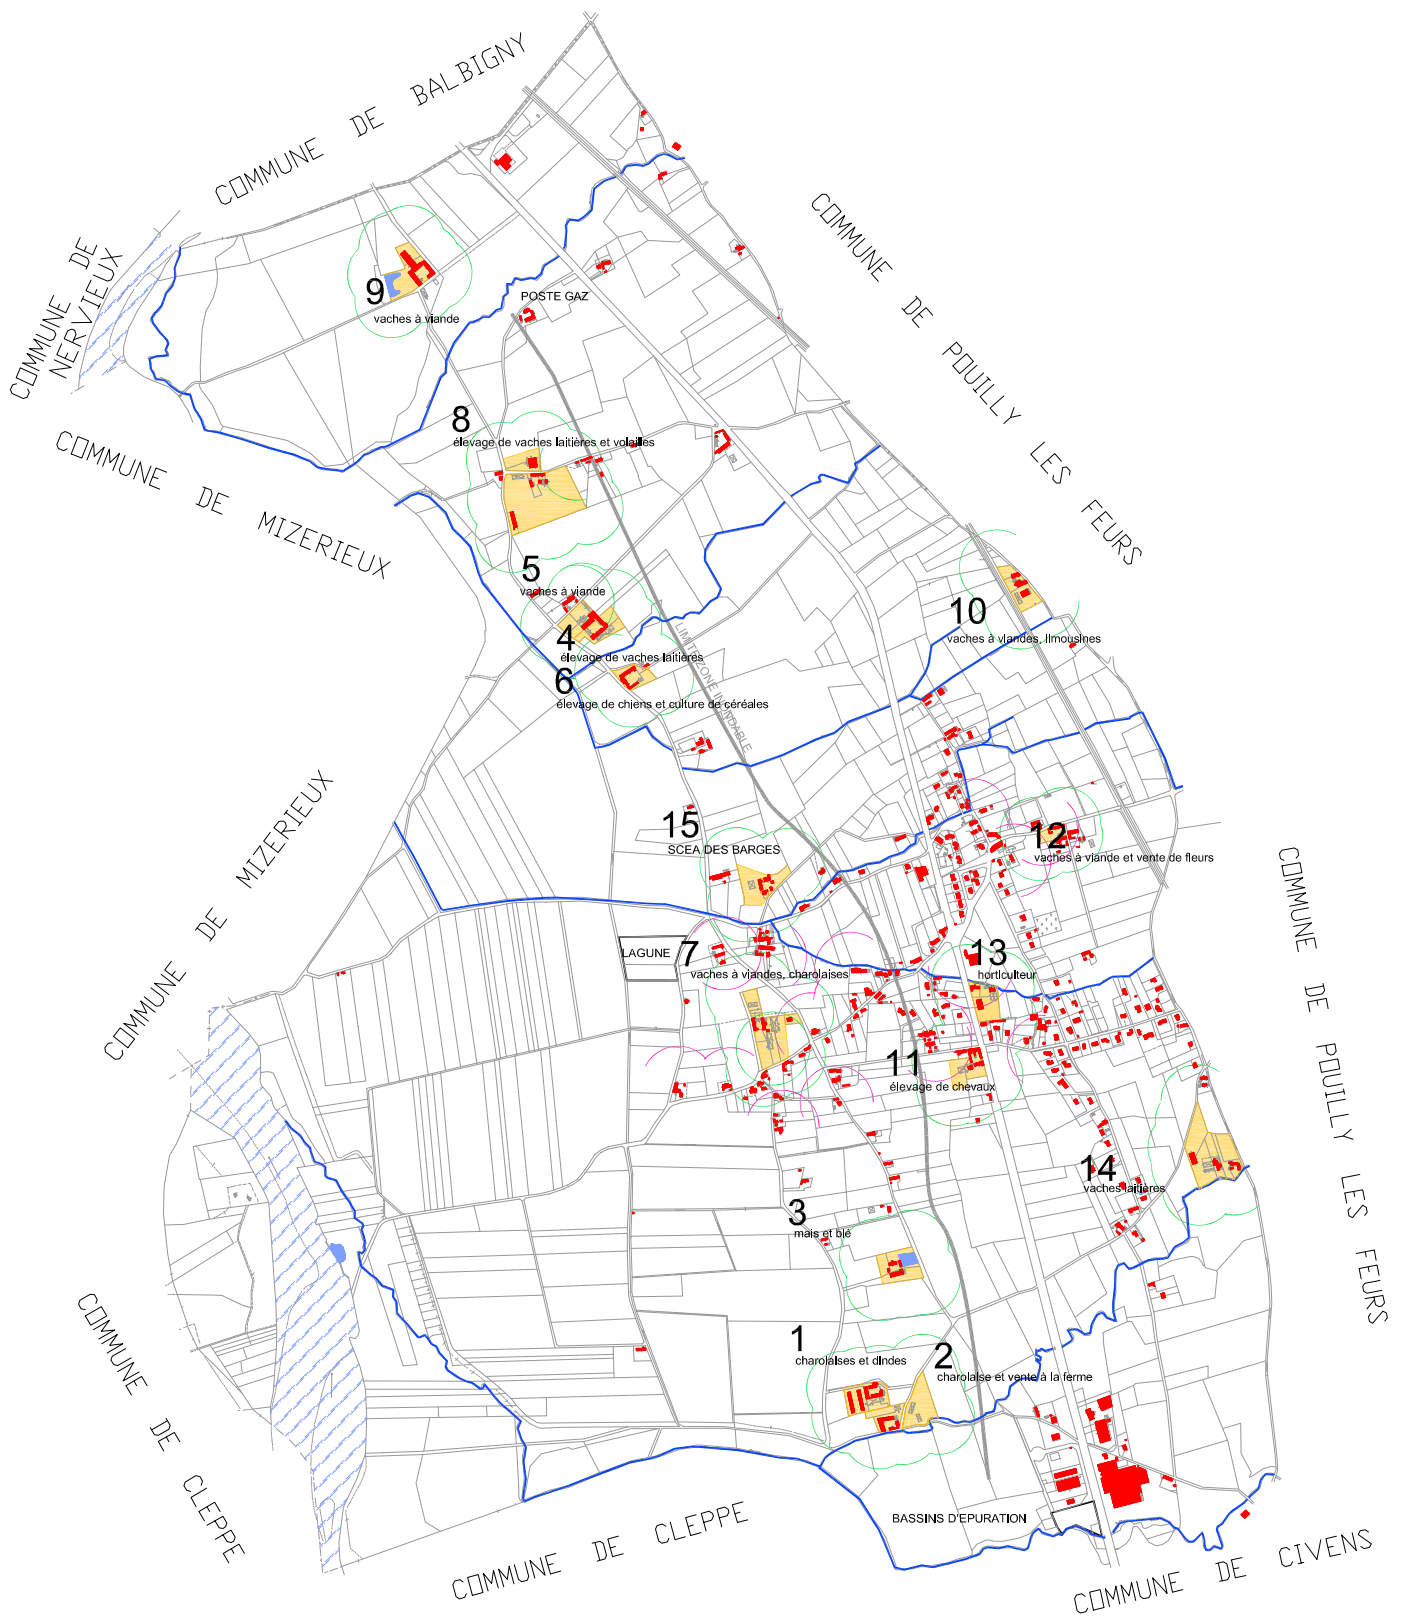 COMMUNE DE BALBIGNY
COMMUNE DE
NERVIEUX
COMMUNE DE POUILLY LES FEURS
9
vaches à viande
POSTE GAZ
COMMUNE DE MIZERIEUX
8
élevage de vaches laitières et volailles
5
vaches à viande
4
élevage de vaches laitières
6
élevage de chiens et culture de céréales
LIMITE ZONE INONDABLE
10
vaches à viandes, limousines
COMMUNE DE MIZERIEUX
15
SCEA DES BARGES
12
vaches à viande et vente de fleurs
COMMUNE DE POUILLY LES FEURS
LAGUNE
7
vaches à viandes, charolaises
13
horticulteur
11
élevage de chevaux
14
vaches laitières
3
mais et blé
1
charolaises et dindes
2
charolaise et vente à la ferme
COMMUNE DE CLEPPE
BASSINS D'EPURATION
COMMUNE DE CLEPPE
COMMUNE DE CIVENS